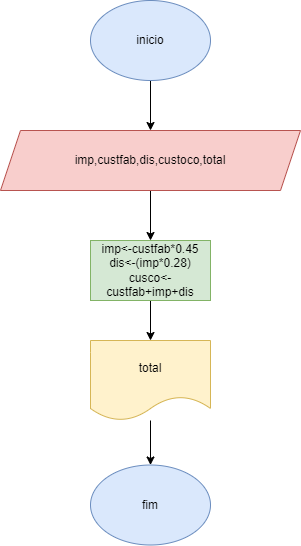 inicio
imp,custfab,dis,custoco,total
imp<-custfab*0.45
dis<-(imp*0.28)
cusco<-
custfab+imp+dis
total
fim